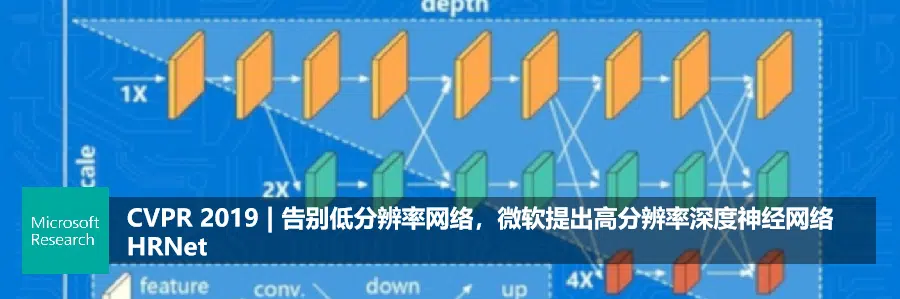 depth
1X
2X
Microsoft
Research
CVPR 2019 | 告别低分辨率网络，微软提出高分辨率深度神经网络
HRNet
4X
feature
conv.
down
up